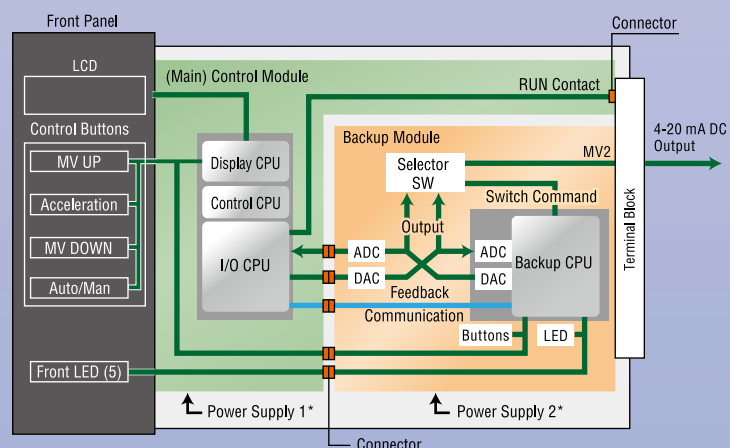 Front Panel
Connector
LCD
(Main) Control Module
RUN Contact
Control Buttons
Backup Module
MV UP
Display CPU
Selector
SW
MV2
4-20 mA DC
Output
Acceleration
Control CPU
Switch Command
Output
MV DOWN
I/O CPU
ADC
ADC
Backup CPU
Terminal Block
Auto/Man
DAC
DAC
Feedback
Communication
Buttons
LED
Front LED (5)
Power Supply 1*
Power Supply 2*
Connector